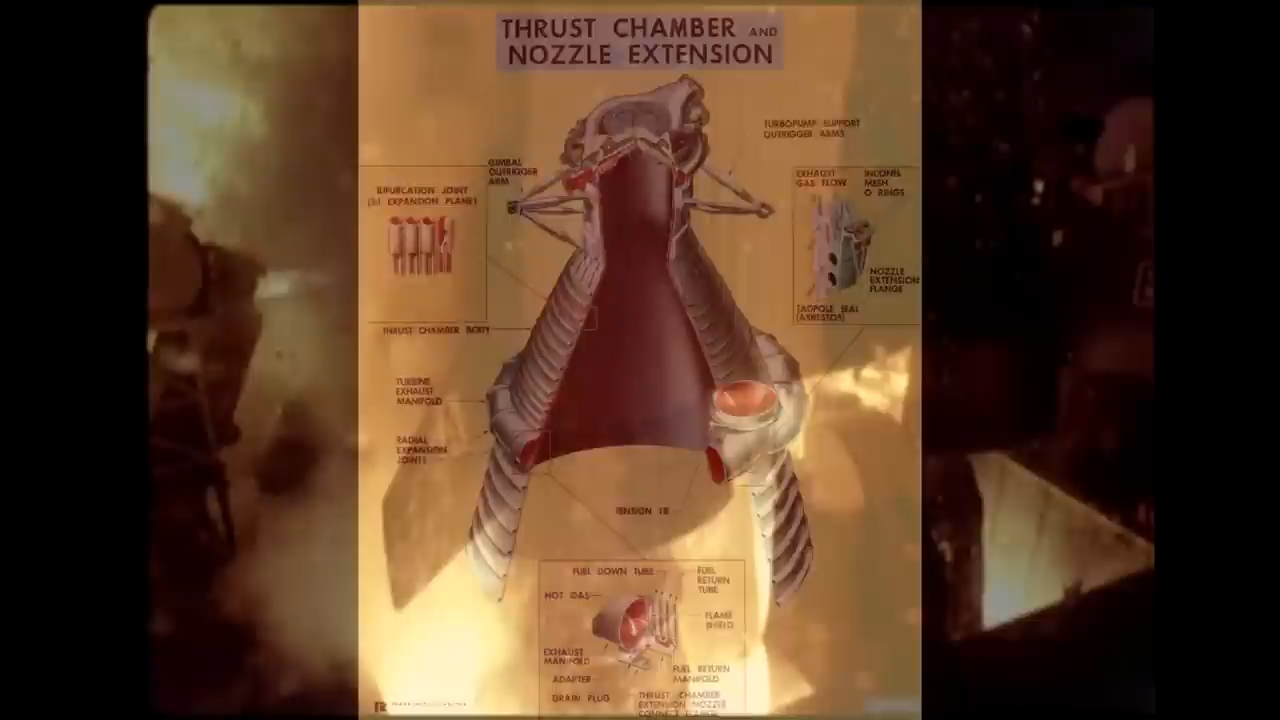 THRUST CHAMBER AND
NOZZLE EXTENSION
TURBOPUMP SUPPORT
OUTRIGGER ARMS
GIMBAL
OUTRIGGER
ARM
BIFURCATION JOINT
(3:1 EXPANSION PLANE)
EXHAUST
GAS FLOW
INCONEL
MESH
O RINGS
NOZZLE
EXTENSION
FLANGE
TADPOLE SEAL
(ASBESTOS)
THRUST CHAMBER BODY
TURBINE
EXHAUST
MANIFOLD
RADIAL
EXPANSION
JOINTS
TENSION TIE
FUEL DOWN TUBE
FUEL
RETURN
TUBE
HOT GAS
FLAME
SHIELD
EXHAUST
MANIFOLD
FUEL RETURN
MANIFOLD
ADAPTER
DRAIN PLUG
THRUST CHAMBER
EXTENSION NOZZLE